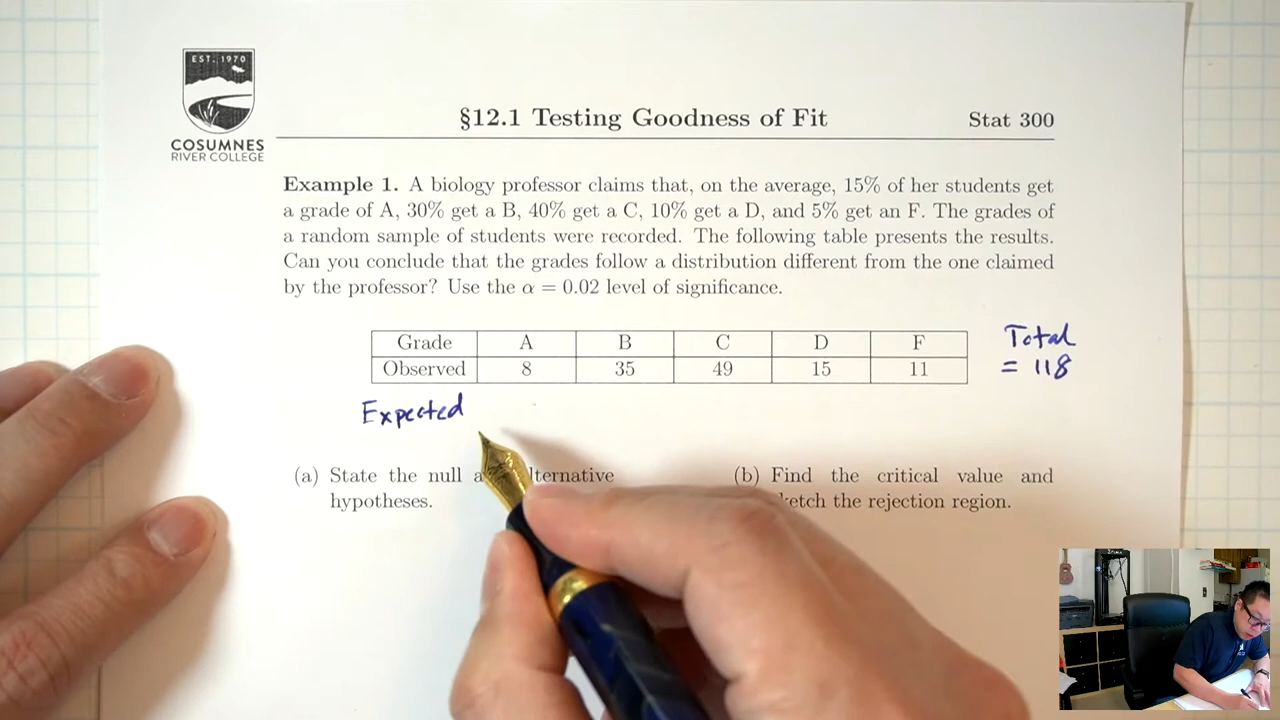 EST. 1970
COSUMNES
RIVER COLLEGE
§12.1 Testing Goodness of Fit
Stat 300
Example 1. A biology professor claims that, on the average, 15% of her students get
a grade of A, 30% get a B, 40% get a C, 10% get a D, and 5% get an F. The grades of
a random sample of students were recorded. The following table presents the results.
Can you conclude that the grades follow a distribution different from the one claimed
by the professor? Use the α = 0.02 level of significance.
Grade A B C D F
Observed 8 35 49 15 11
Total
= 118
Expected
(a) State the null lternative
hypotheses.
(b) Find the critical value and
ketch the rejection region.